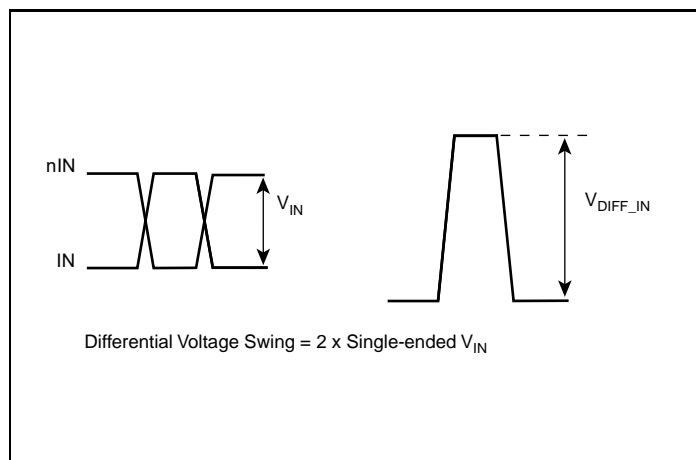 nIN
V_IN
IN
V_DIFF_IN
Differential Voltage Swing = 2 x Single-ended V_IN